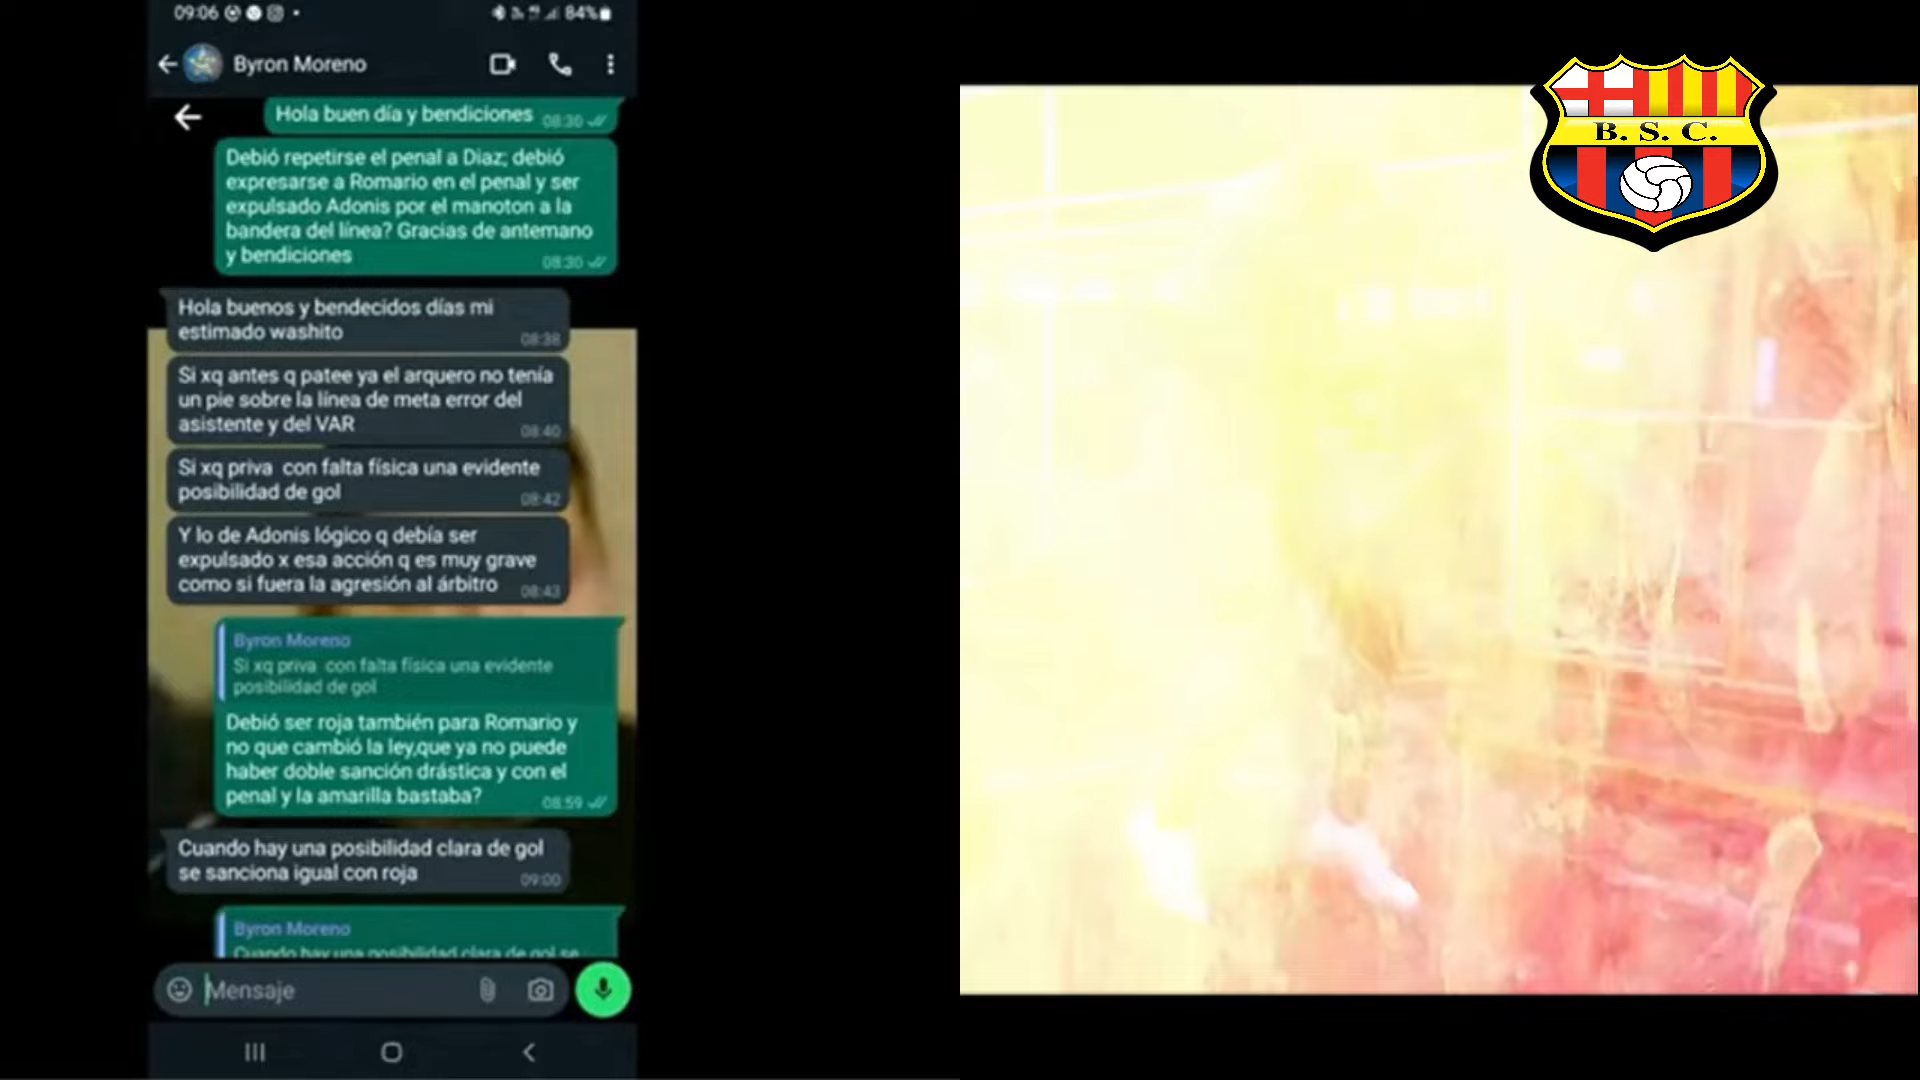 09:06
84%
Byron Moreno
Hola buen día y bendiciones
08:30
Debió repetirse el penal a Diaz; debió
expresarse a Romario en el penal y ser
expulsado Adonis por el manoton a la
bandera del línea? Gracias de antemano
y bendiciones
08:30
Hola buenos y bendecidos días mi
estimado washito
08:38
Si xq antes q patee ya el arquero no tenía
un pie sobre la línea de meta error del
asistente y del VAR
08:40
Si xq priva con falta física una evidente
posibilidad de gol
08:42
Y lo de Adonis lógico q debía ser
expulsado x esa acción q es muy grave
como si fuera la agresión al árbitro
08:43
Byron Moreno
Si xq priva con falta física una evidente
posibilidad de gol
Debió ser roja también para Romario y
no que cambió la ley,que ya no puede
haber doble sanción drástica y con el
penal y la amarilla bastaba?
08:59
Cuando hay una posibilidad clara de gol
se sanciona igual con roja
09:00
Byron Moreno
Cuando hay una posibilidad clara de gol se
Mensaje
B. S. C.